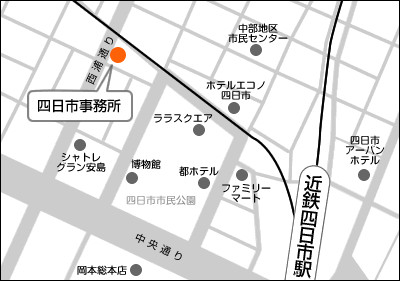 中部地区
市民センター
西浦通り
四日市事務所
ホテルエコノ
四日市
ララスクエア
シャトレ
グラン安島
博物館
都ホテル
四日市
アーバン
ホテル
ファミリー
マート
四日市市民公園
近鉄四日市駅
中央通り
岡本総本店